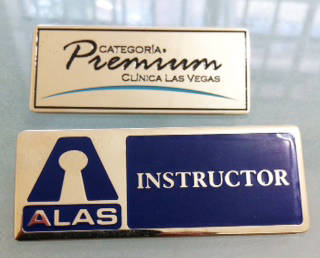 CATEGORÍA
Premium
CLÍNICA LAS VEGAS
ALAS
INSTRUCTOR